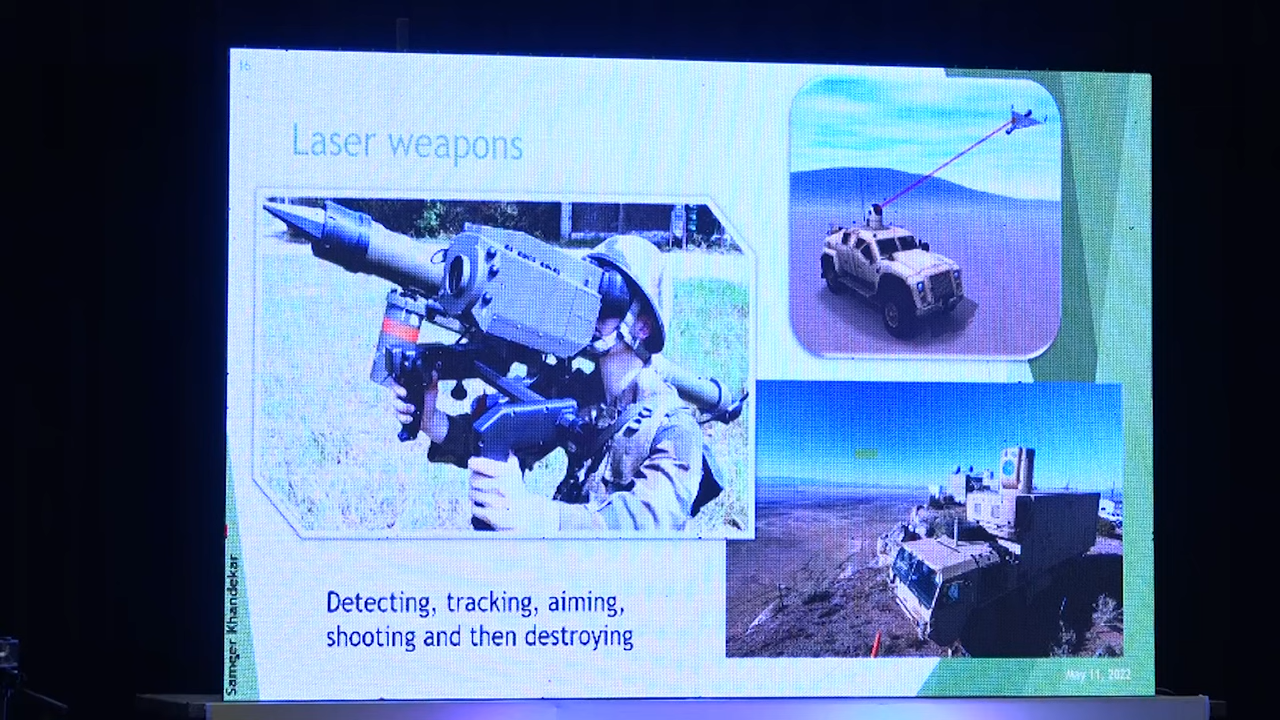 16
Laser weapons
Detecting, tracking, aiming,
shooting and then destroying
Sameer Khandekar
May 11, 2022